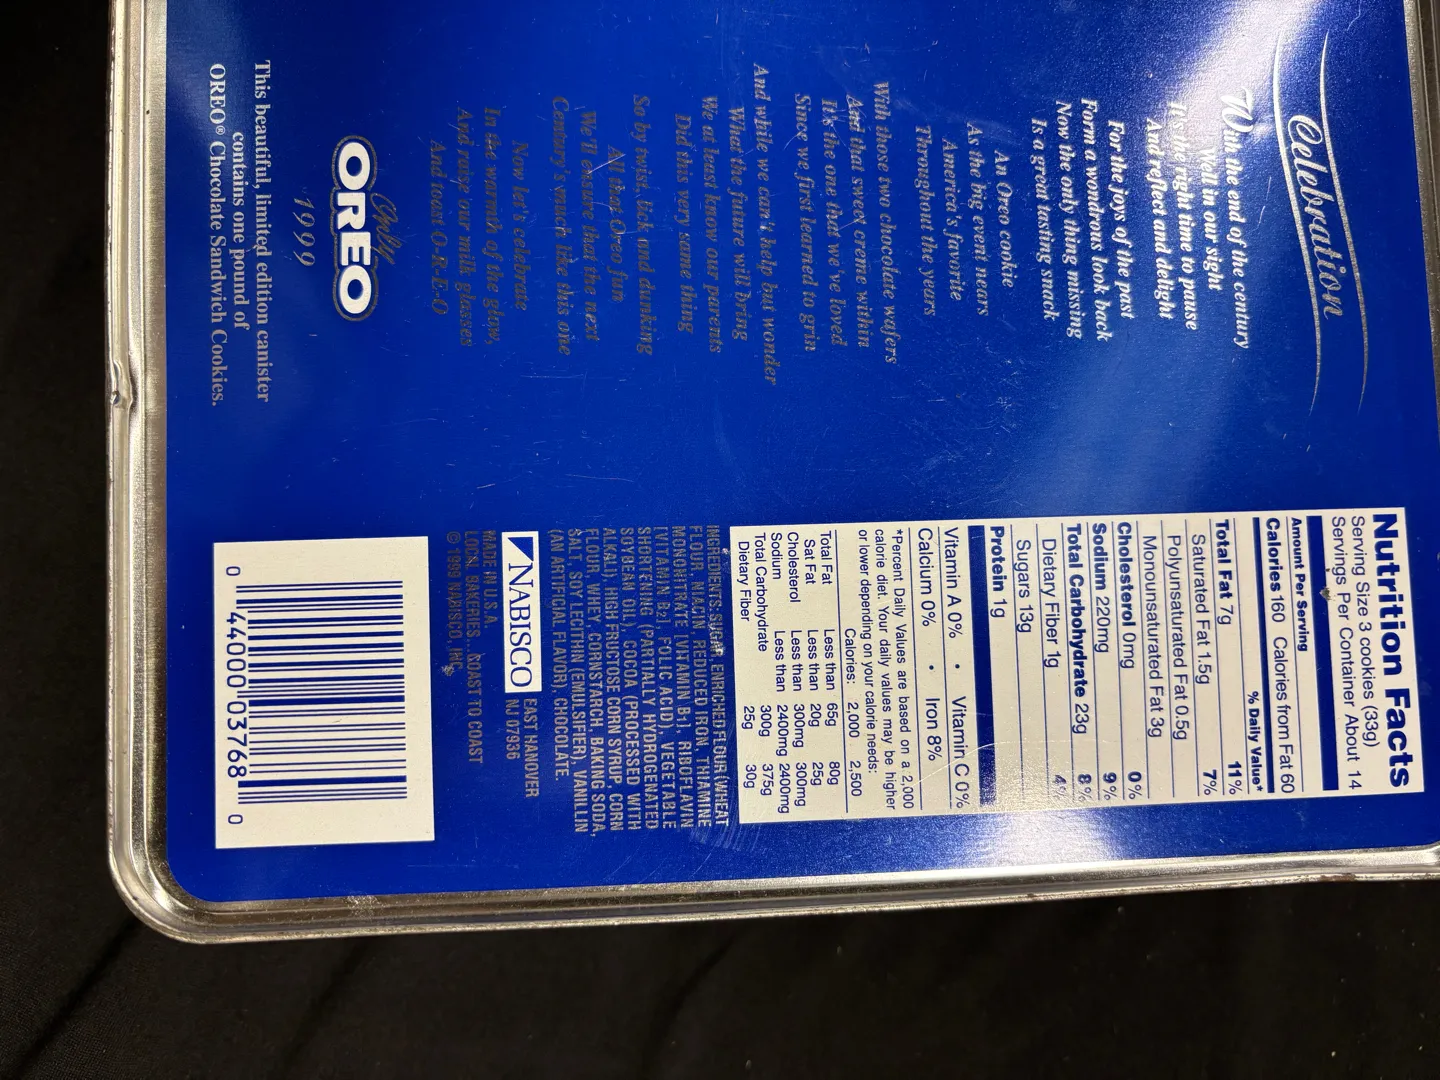 Celebration
With the end of the century
Well in our sight
It's the right time to pause
And reflect and delight
For the joys of the past
Form a wondrous look back
Now the only thing missing
Is a great tasting snack
An Oreo cookie
As the big event nears
America's favorite
Throughout the years
With those two chocolate wafers
And that sweet creme within
It's the one that we've loved
Since we first learned to grin
And while we can't help but wonder
What the future will bring
We at least know our parents
Did this very same thing
So by twist, lick and dunking
All that Oreo fun
We'll ensure that the next
Century's much like this one
Now let's celebrate
In the warmth of the glow,
And raise our milk glasses
And toast O-R-E-O
Only
OREO
1999
This beautiful, limited edition canister
contains one pound of
OREO® Chocolate Sandwich Cookies.
Nutrition Facts
Serving Size 3 cookies (33g)
Servings Per Container About 14
Amount Per Serving
Calories 160 Calories from Fat 60
% Daily Value*
Total Fat 7g 11%
Saturated Fat 1.5g 7%
Polyunsaturated Fat 0.5g
Monounsaturated Fat 3g
Cholesterol 0mg 0%
Sodium 220mg 9%
Total Carbohydrate 23g 8%
Dietary Fiber 1g 4%
Sugars 13g
Protein 1g
Vitamin A 0% • Vitamin C 0%
Calcium 0% • Iron 8%
*Percent Daily Values are based on a 2,000
calorie diet. Your daily values may be higher
or lower depending on your calorie needs:
Calories: 2,000 2,500
Total Fat Less than 65g 80g
Sat Fat Less than 20g 25g
Cholesterol Less than 300mg 300mg
Sodium Less than 2400mg 2400mg
Total Carbohydrate 300g 375g
Dietary Fiber 25g 30g
INGREDIENTS: SUGAR, ENRICHED FLOUR (WHEAT
FLOUR, NIACIN, REDUCED IRON, THIAMINE
MONONITRATE [VITAMIN B1], RIBOFLAVIN
[VITAMIN B2], FOLIC ACID), VEGETABLE
SHORTENING (PARTIALLY HYDROGENATED
SOYBEAN OIL), COCOA (PROCESSED WITH
ALKALI), HIGH FRUCTOSE CORN SYRUP, CORN
FLOUR, WHEY, CORNSTARCH, BAKING SODA,
SALT, SOY LECITHIN (EMULSIFIER), VANILLIN
(AN ARTIFICIAL FLAVOR), CHOCOLATE.
NABISCO
EAST HANOVER
NJ 07936
MADE IN U.S.A.
LOCAL BAKERIES...COAST TO COAST
© 1999 NABISCO, INC.
0 44000 03768 0